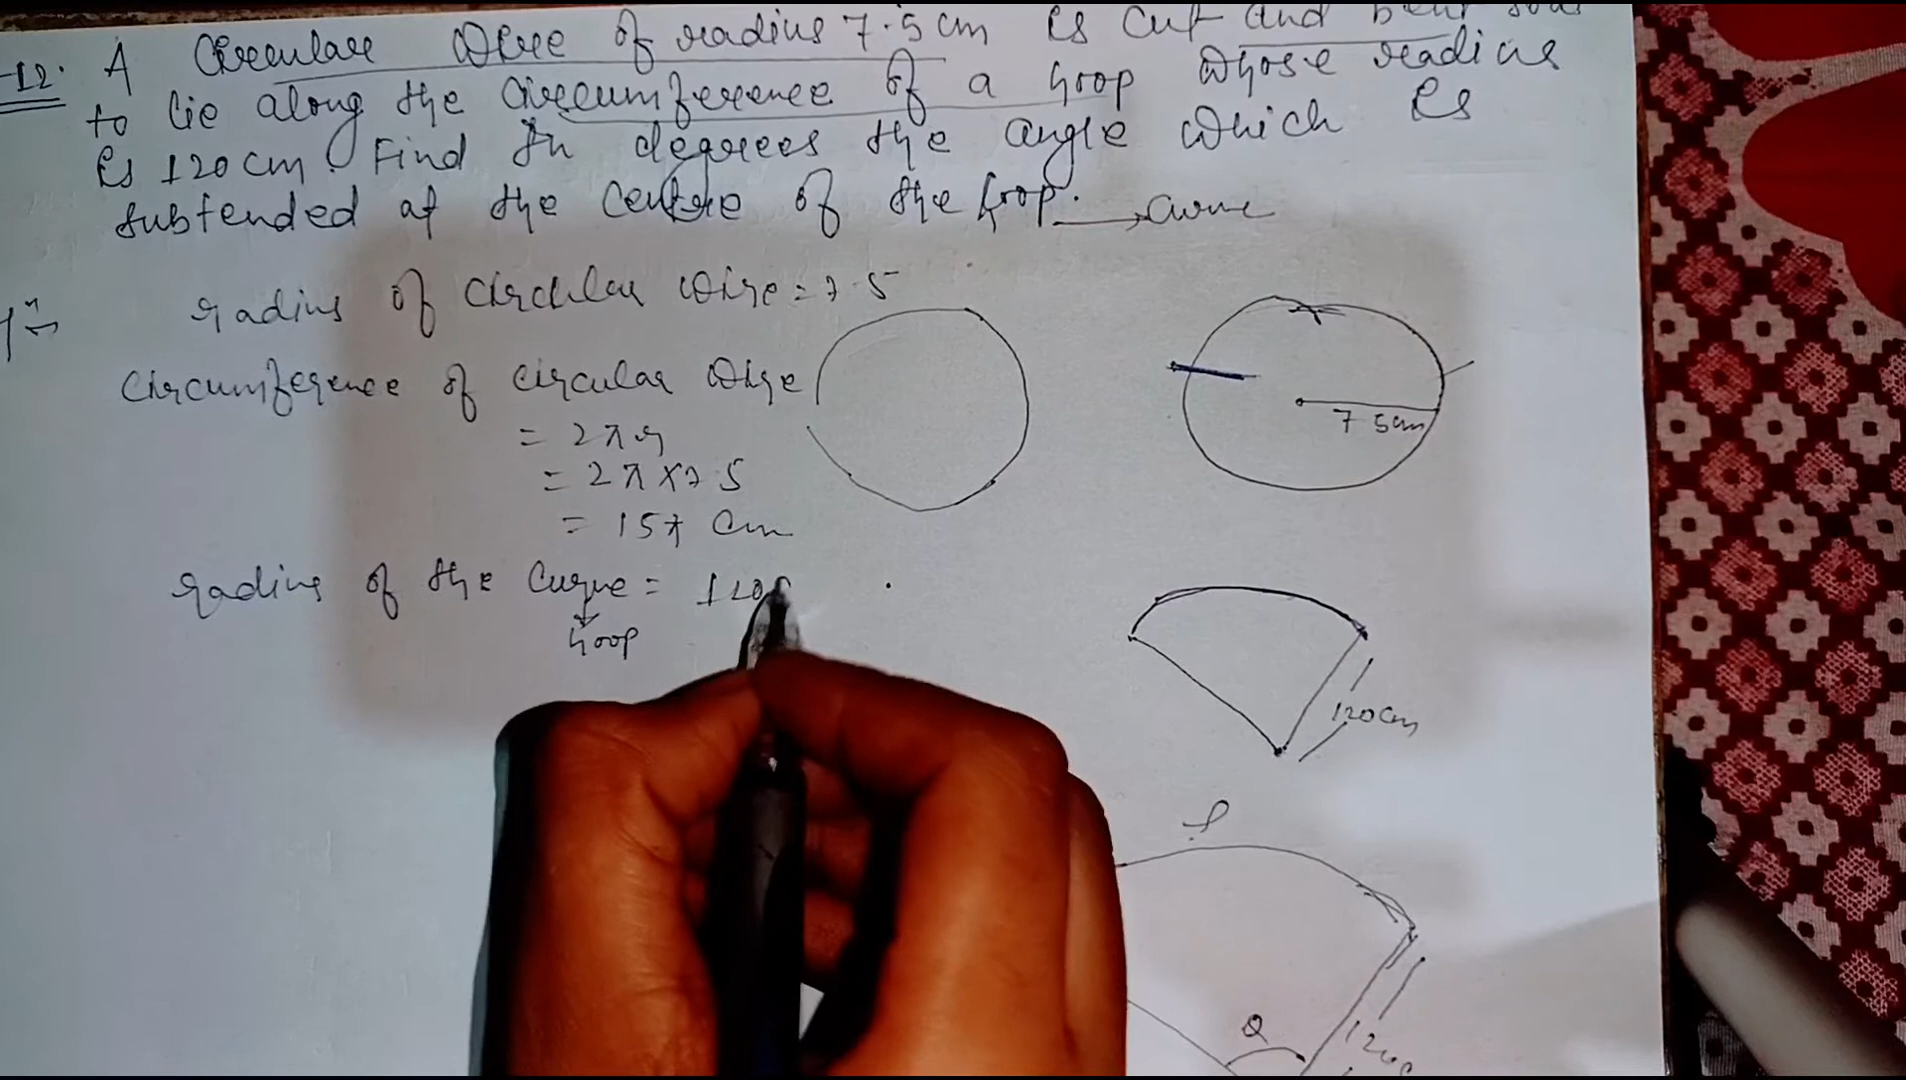 12. A Circular Wire of radius 7.5 cm is cut and bent
to lie along the circumference of a hoop whose radius
is 120 cm. Find in degrees the angle which is
subtended at the centre of the hoop. → curve
radius of circular wire = 7.5
Circumference of circular wire
= 2πr
= 2π×7.5
= 15π cm
7.5cm
radius of the curve = 120
hoop
120cm
l
θ